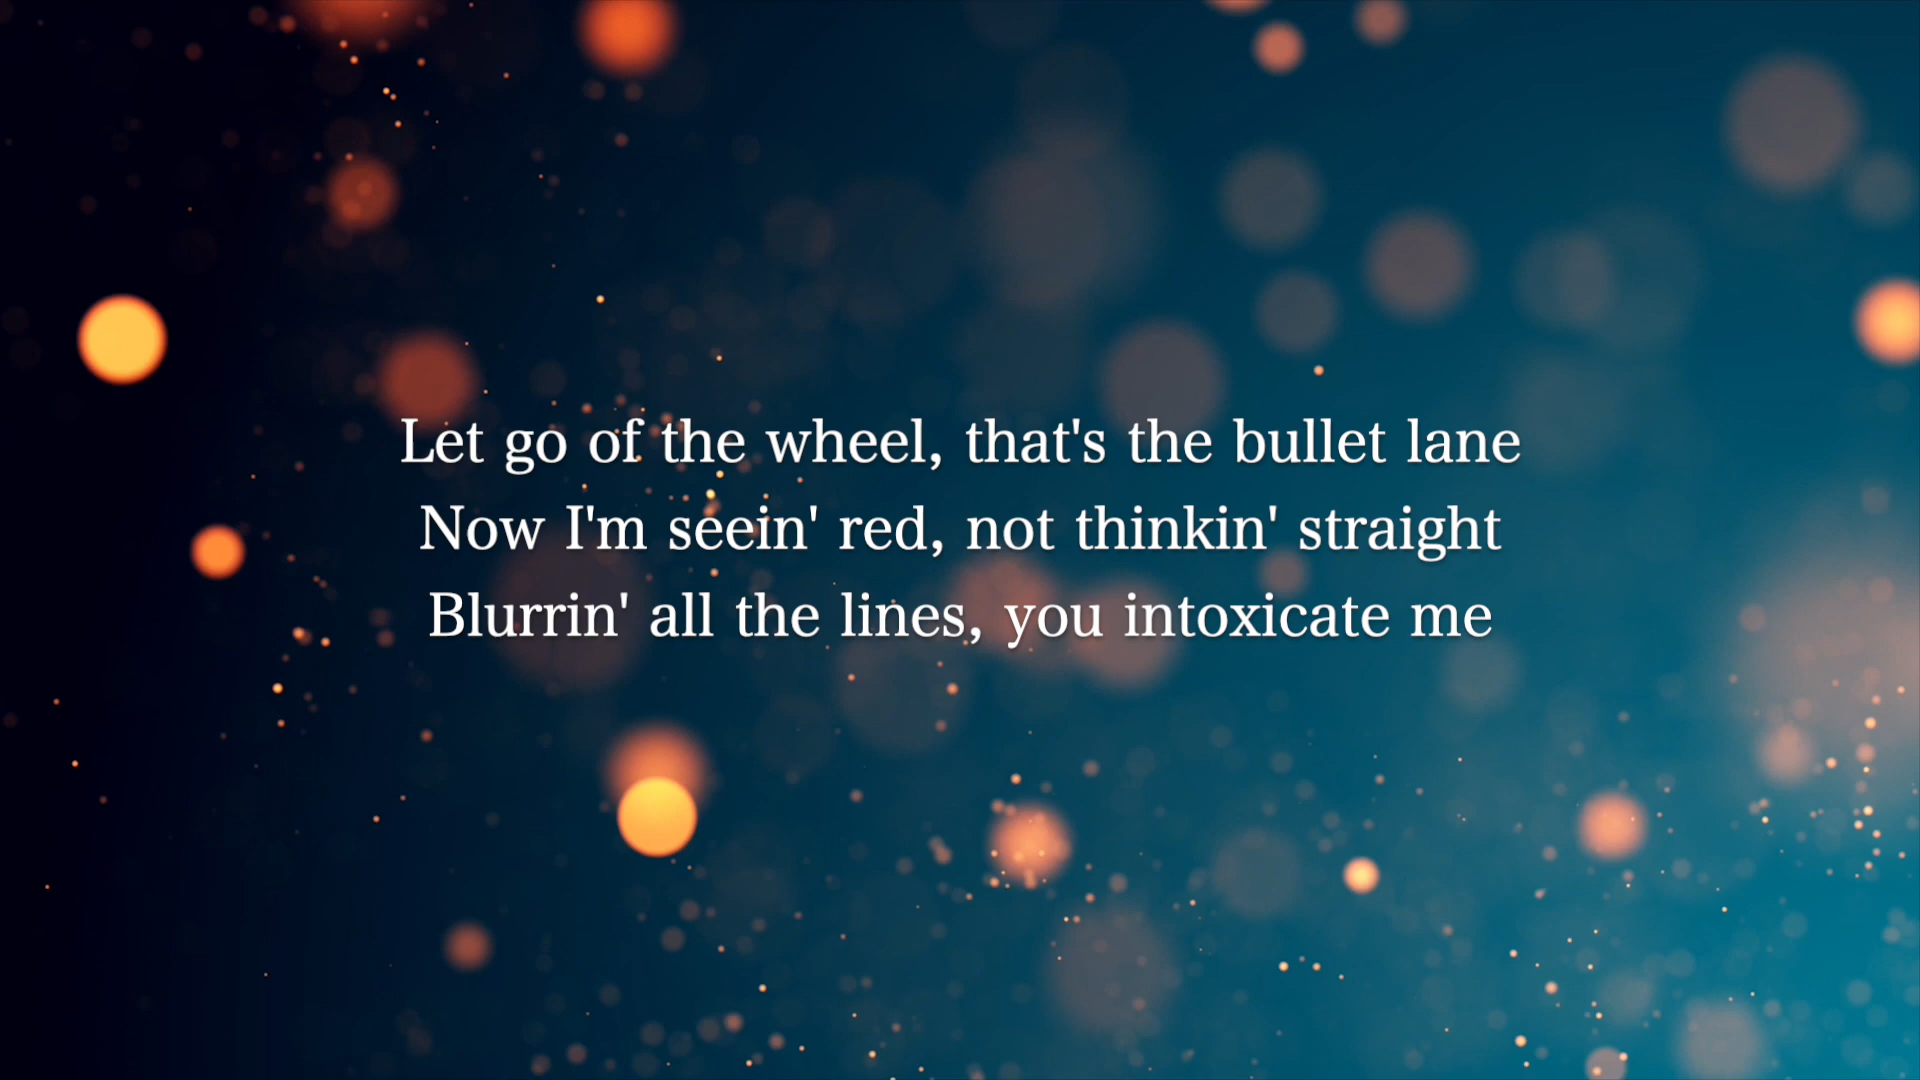 Let go of the wheel, that's the bullet lane
Now I'm seein' red, not thinkin' straight
Blurrin' all the lines, you intoxicate me